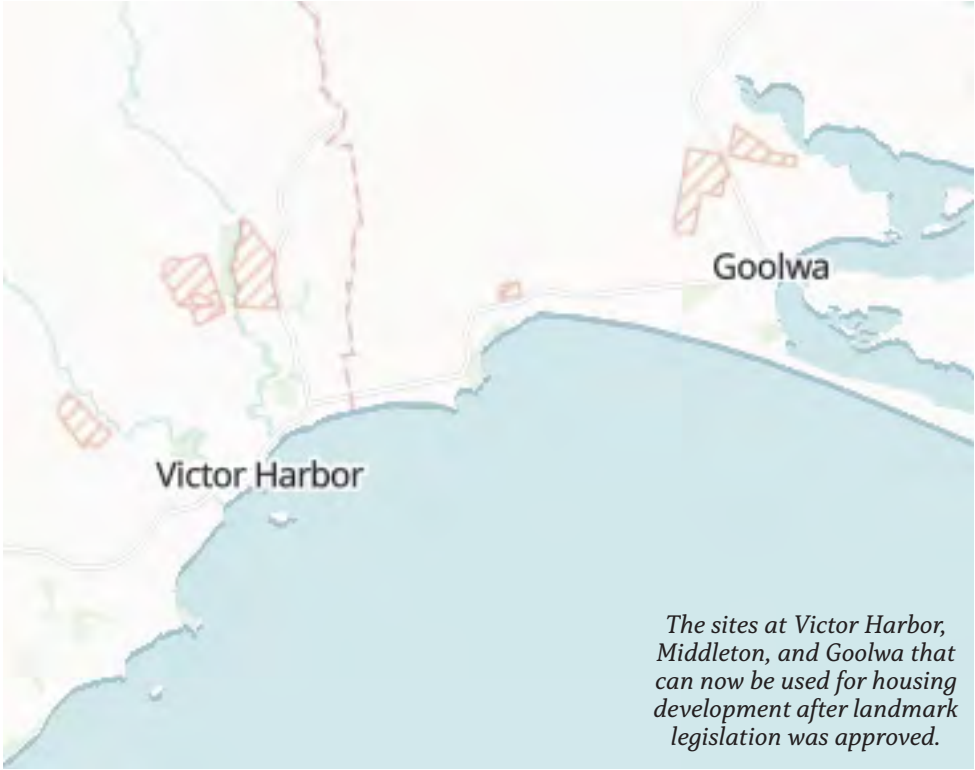 Goolwa
Victor Harbor
The sites at Victor Harbor,
Middleton, and Goolwa that
can now be used for housing
development after landmark
legislation was approved.